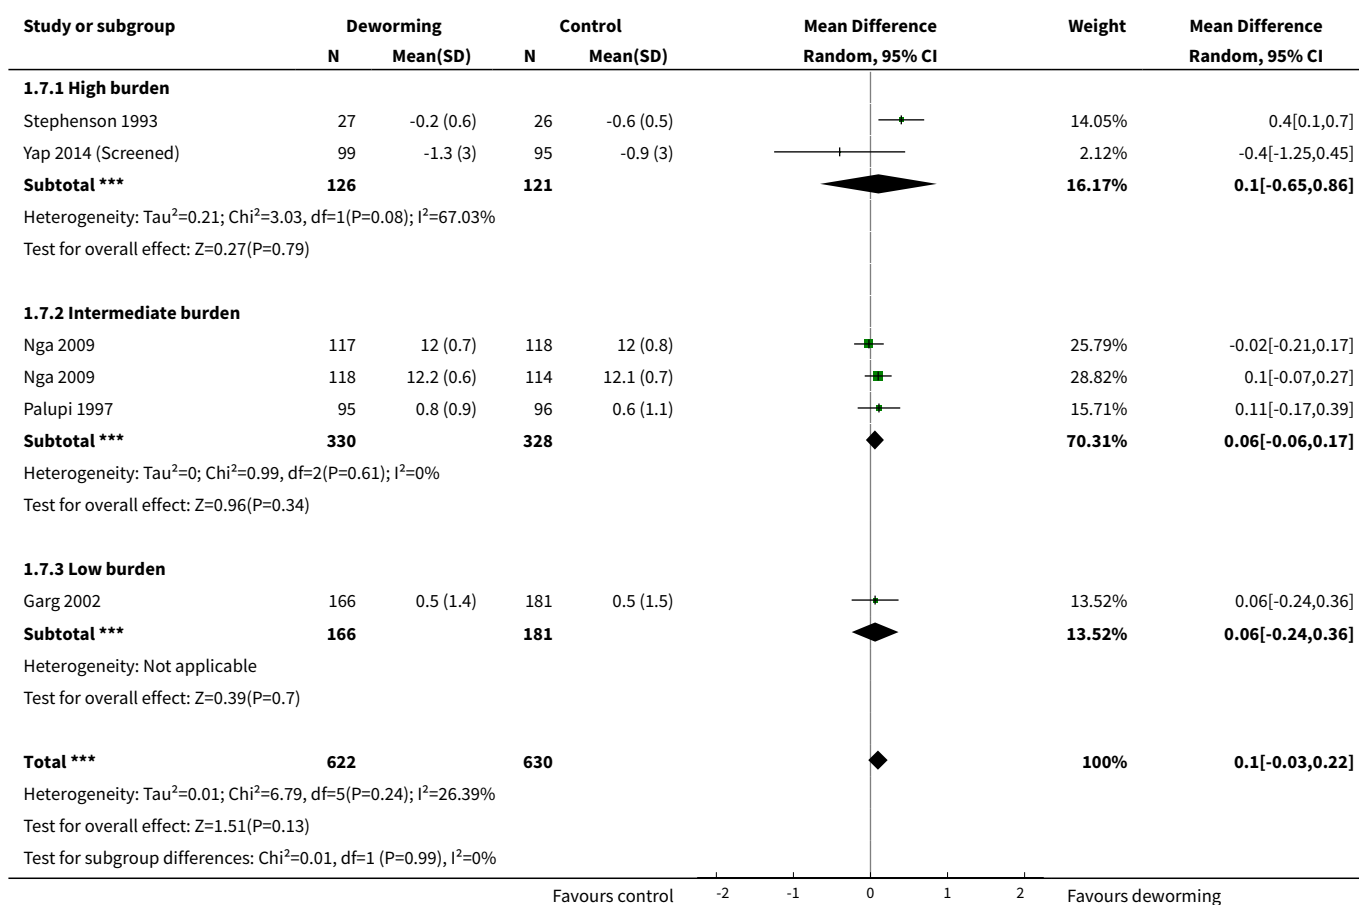 Study or subgroup Deworming Control Mean Difference Weight Mean Difference
N Mean(SD) N Mean(SD) Random, 95% CI Random, 95% CI
1.7.1 High burden
Stephenson 1993 27 -0.2 (0.6) 26 -0.6 (0.5) 14.05% 0.4[0.1,0.7]
Yap 2014 (Screened) 99 -1.3 (3) 95 -0.9 (3) 2.12% -0.4[-1.25,0.45]
Subtotal *** 126 121 16.17% 0.1[-0.65,0.86]
Heterogeneity: Tau²=0.21; Chi²=3.03, df=1(P=0.08); I²=67.03%
Test for overall effect: Z=0.27(P=0.79)
1.7.2 Intermediate burden
Nga 2009 117 12 (0.7) 118 12 (0.8) 25.79% -0.02[-0.21,0.17]
Nga 2009 118 12.2 (0.6) 114 12.1 (0.7) 28.82% 0.1[-0.07,0.27]
Palupi 1997 95 0.8 (0.9) 96 0.6 (1.1) 15.71% 0.11[-0.17,0.39]
Subtotal *** 330 328 70.31% 0.06[-0.06,0.17]
Heterogeneity: Tau²=0; Chi²=0.99, df=2(P=0.61); I²=0%
Test for overall effect: Z=0.96(P=0.34)
1.7.3 Low burden
Garg 2002 166 0.5 (1.4) 181 0.5 (1.5) 13.52% 0.06[-0.24,0.36]
Subtotal *** 166 181 13.52% 0.06[-0.24,0.36]
Heterogeneity: Not applicable
Test for overall effect: Z=0.39(P=0.7)
Total *** 622 630 100% 0.1[-0.03,0.22]
Heterogeneity: Tau²=0.01; Chi²=6.79, df=5(P=0.24); I²=26.39%
Test for overall effect: Z=1.51(P=0.13)
Test for subgroup differences: Chi²=0.01, df=1 (P=0.99), I²=0%
Favours control -2 -1 0 1 2 Favours deworming